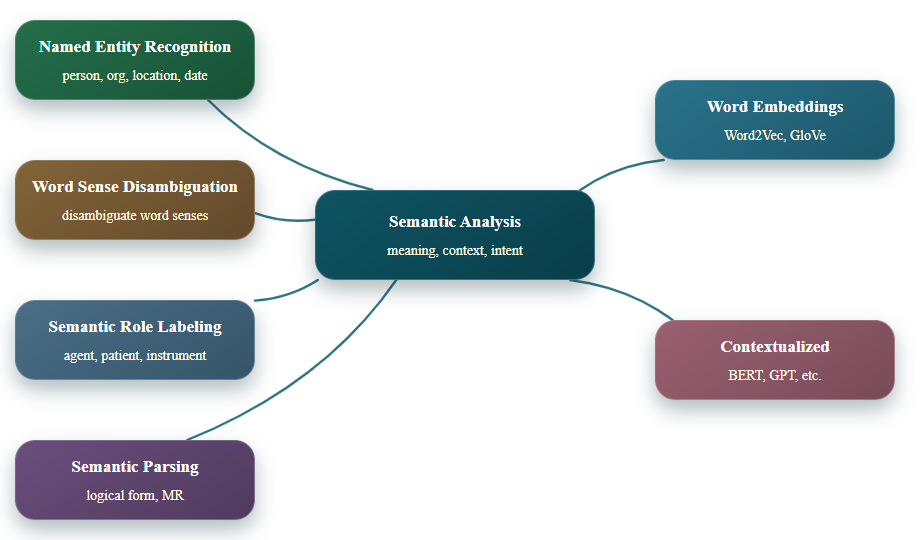 Named Entity Recognition
person, org, location, date
Word Sense Disambiguation
disambiguate word senses
Semantic Role Labeling
agent, patient, instrument
Semantic Parsing
logical form, MR
Semantic Analysis
meaning, context, intent
Word Embeddings
Word2Vec, GloVe
Contextualized
BERT, GPT, etc.